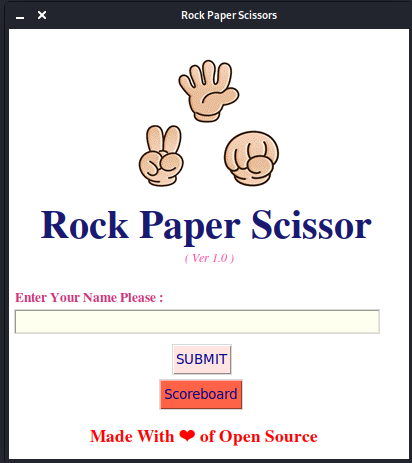 Rock Paper Scissors
Rock Paper Scissor
( Ver 1.0 )
Enter Your Name Please :
SUBMIT
Scoreboard
Made With ❤ of Open Source